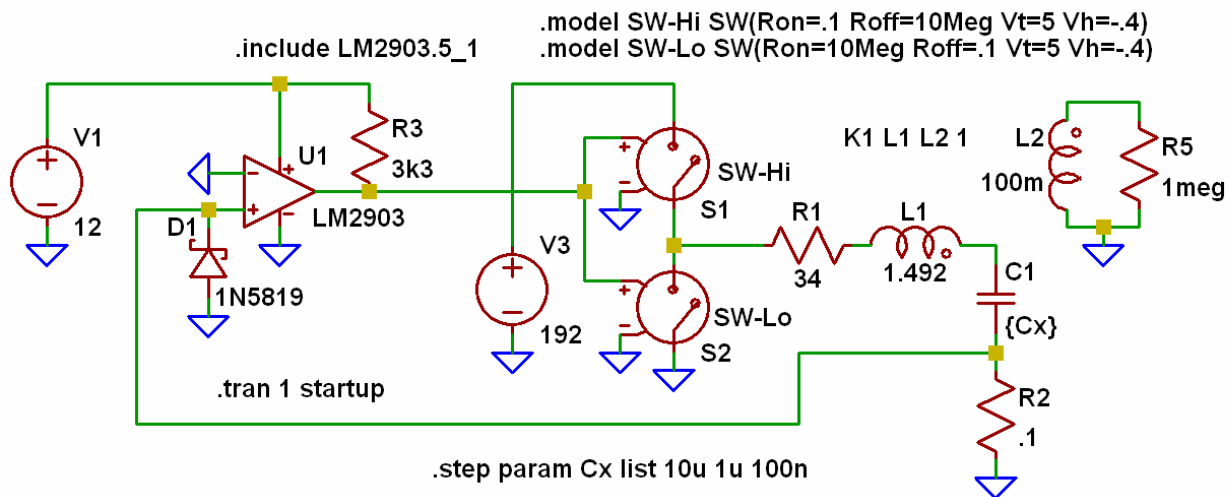 .model SW-Hi SW(Ron=.1 Roff=10Meg Vt=5 Vh=-.4)
.include LM2903.5_1
.model SW-Lo SW(Ron=10Meg Roff=.1 Vt=5 Vh=-.4)
V1
12
U1
+
-
LM2903
R3
3k3
D1
1N5819
V3
192
SW-Hi
S1
SW-Lo
S2
R1
34
L1
1.492
C1
{Cx}
R2
.1
K1 L1 L2 1
L2
100m
R5
1meg
.tran 1 startup
.step param Cx list 10u 1u 100n